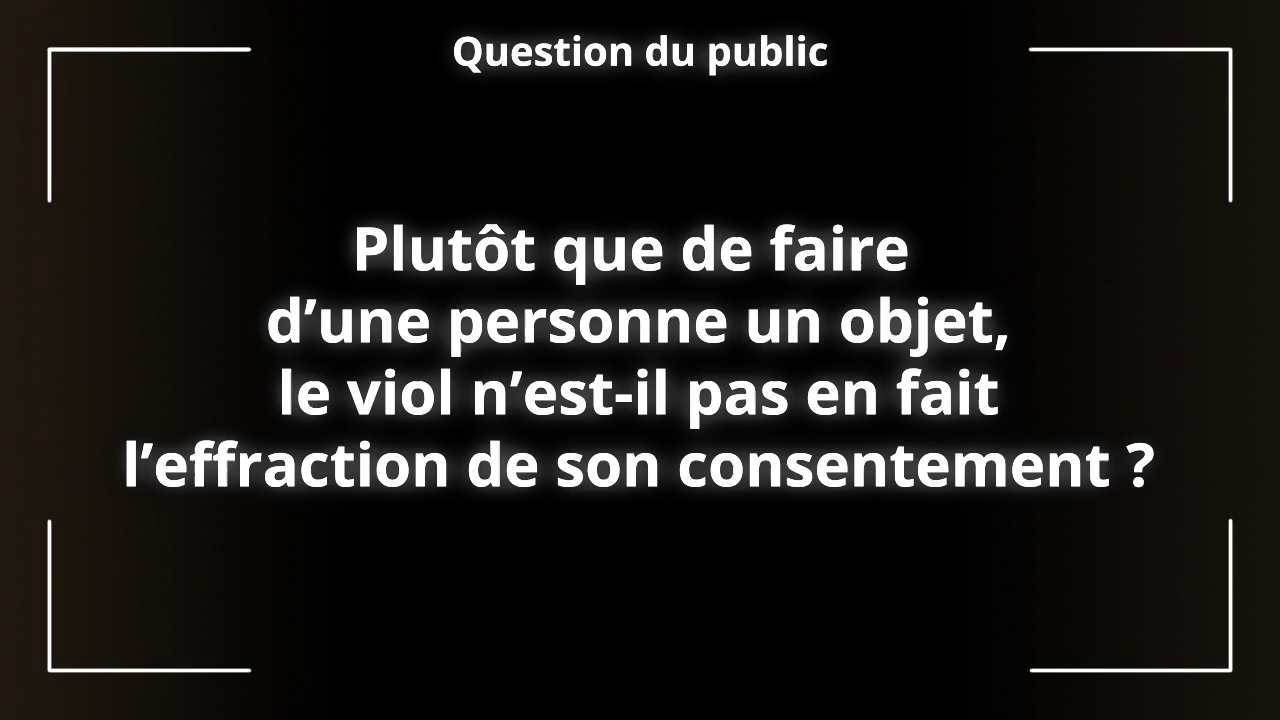 Question du public
Plutôt que de faire
d’une personne un objet,
le viol n’est-il pas en fait
l’effraction de son consentement ?